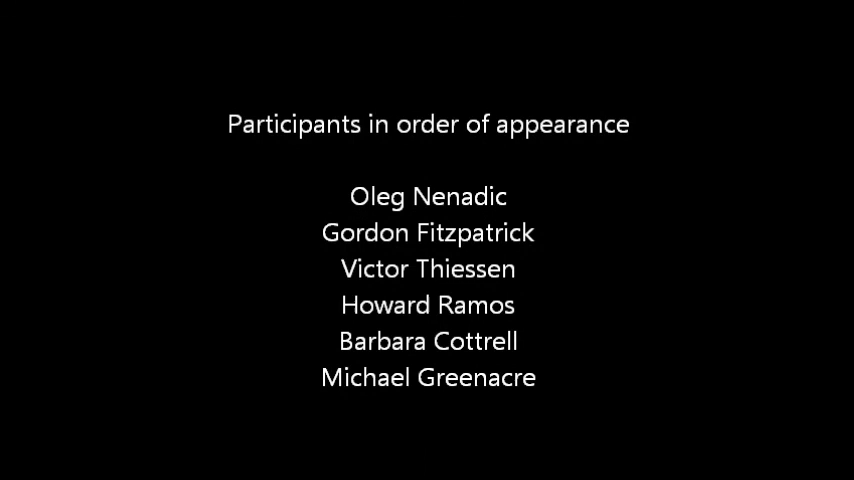 Participants in order of appearance
Oleg Nenadic
Gordon Fitzpatrick
Victor Thiessen
Howard Ramos
Barbara Cottrell
Michael Greenacre